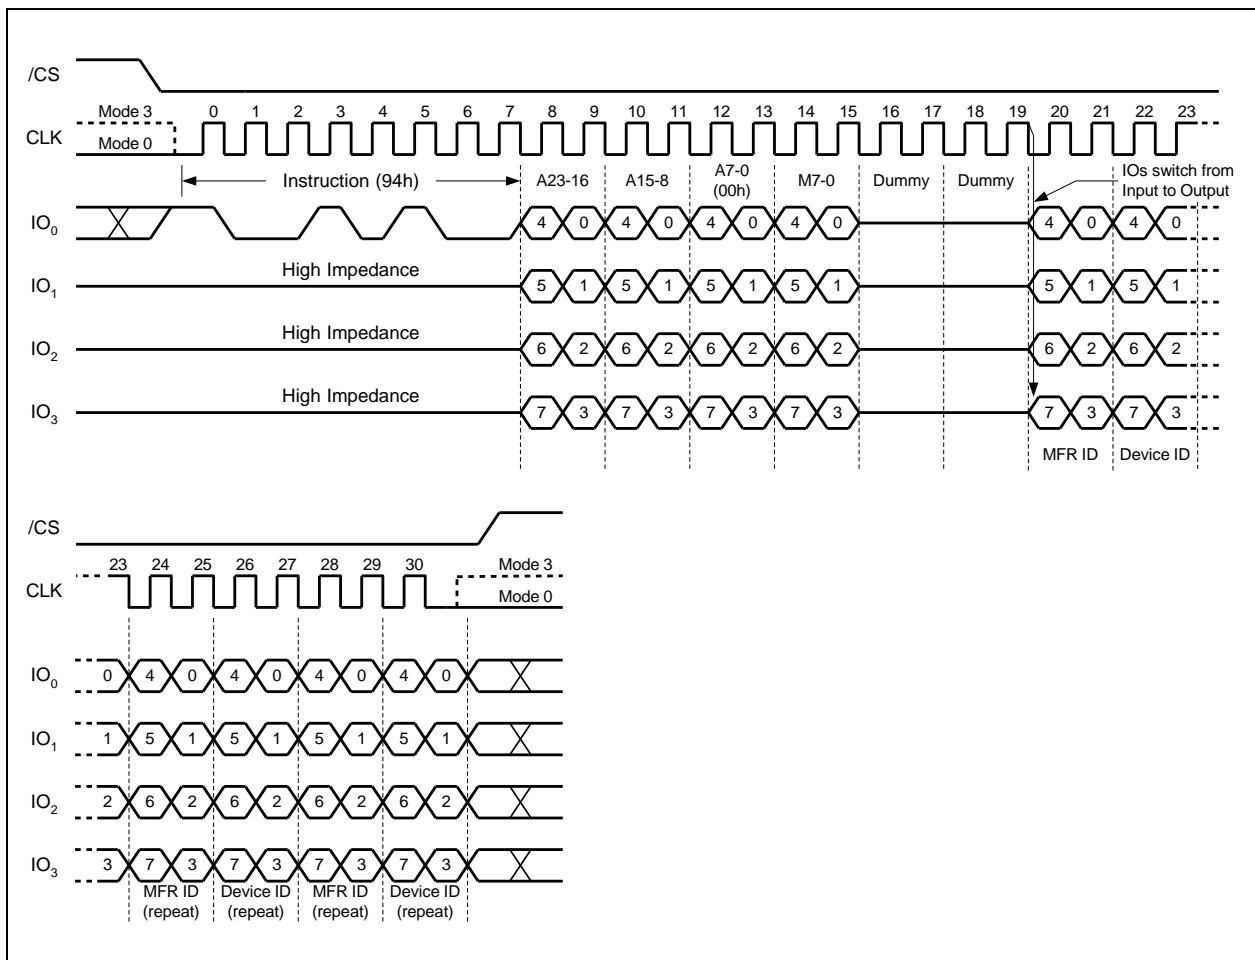 /CS
Mode 3 0 1 2 3 4 5 6 7 8 9 10 11 12 13 14 15 16 17 18 19 20 21 22 23
CLK Mode 0
Instruction (94h) A23-16 A15-8 A7-0 (00h) M7-0 Dummy Dummy IOs switch from
Input to Output
IO0 4 0 4 0 4 0 4 0 4 0 4 0
High Impedance
IO1 5 1 5 1 5 1 5 1 5 1 5 1
High Impedance
IO2 6 2 6 2 6 2 6 2 6 2 6 2
High Impedance
IO3 7 3 7 3 7 3 7 3 7 3 7 3
MFR ID Device ID
/CS
23 24 25 26 27 28 29 30 Mode 3
CLK Mode 0
IO0 0 4 0 4 0 4 0 4 0
IO1 1 5 1 5 1 5 1 5 1
IO2 2 6 2 6 2 6 2 6 2
IO3 3 7 3 7 3 7 3 7 3
MFR ID Device ID MFR ID Device ID
(repeat) (repeat) (repeat) (repeat)